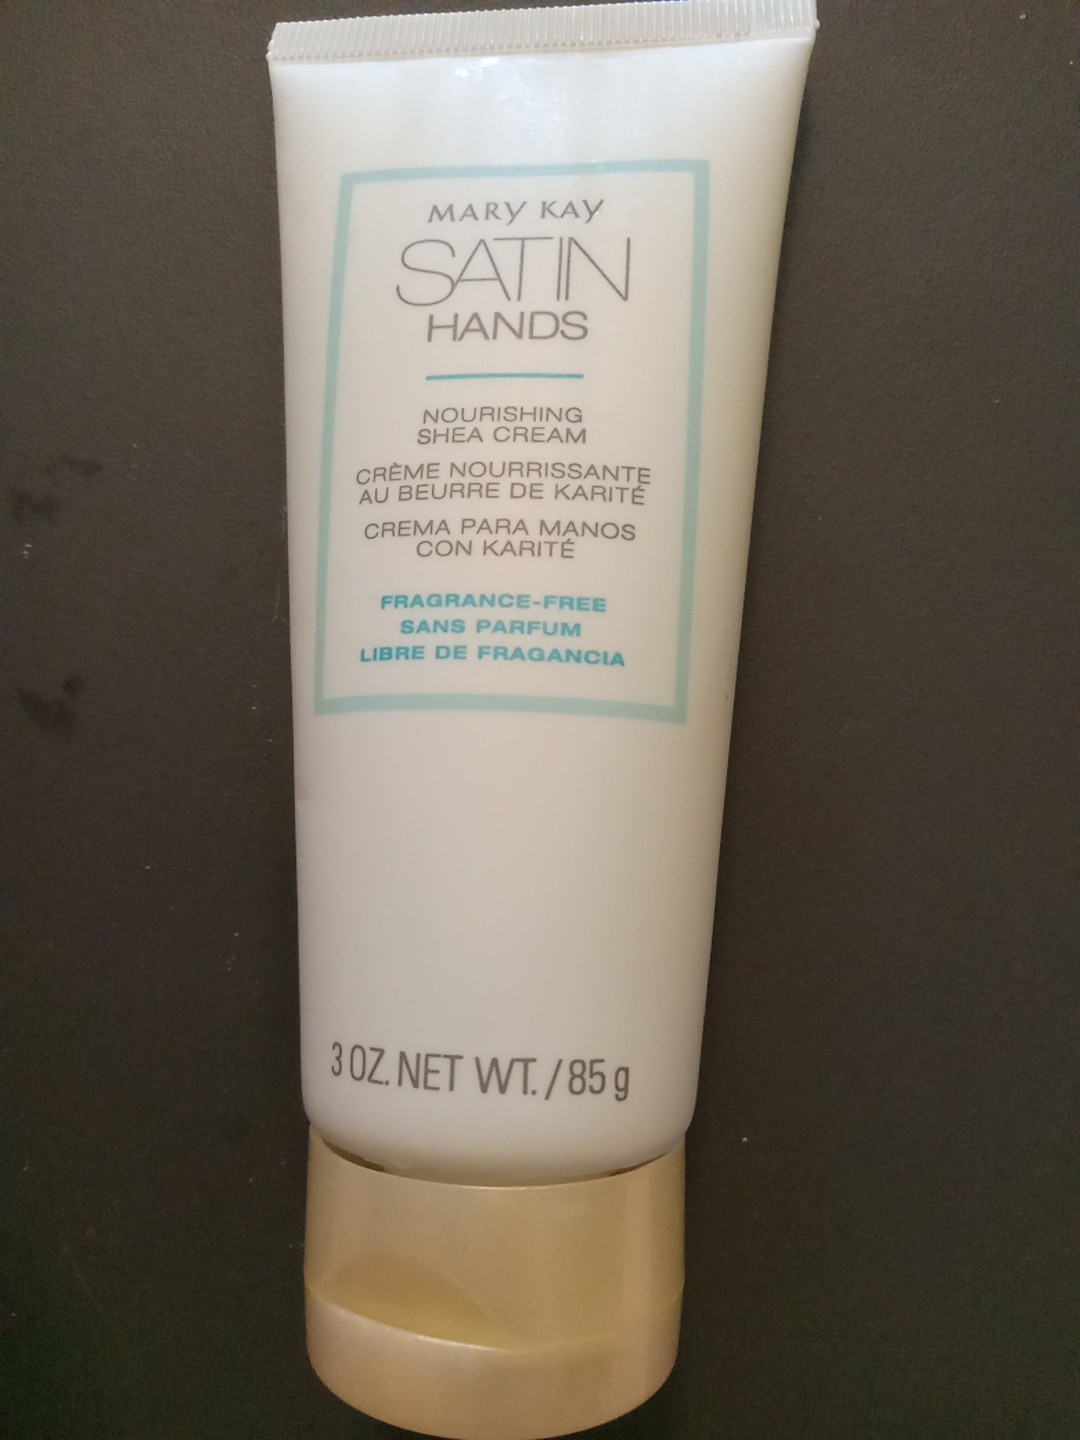 MARY KAY
SATIN
HANDS
NOURISHING
SHEA CREAM
CRÈME NOURRISSANTE
AU BEURRE DE KARITÉ
CREMA PARA MANOS
CON KARITÉ
FRAGRANCE-FREE
SANS PARFUM
LIBRE DE FRAGANCIA
3 OZ. NET WT. / 85 g